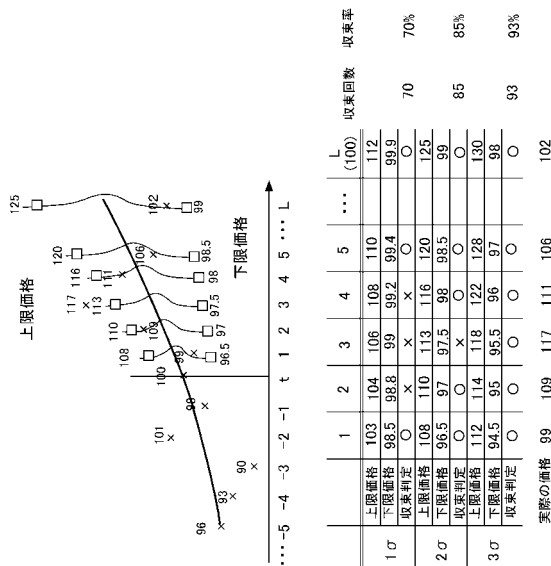 上限価格
下限価格
125
120
116
117
113
110
108
111
109
106
102
100
99
98
101
90
93
96
99
98.5
98
97.5
97
96.5
････ -5 -4 -3 -2 -1 t 1 2 3 4 5 ････ L
1 2 3 4 5 ････ L (100) 収束回数 収束率
1σ 上限価格 103 104 106 108 110 112
下限価格 98.5 98.8 99 99.2 99.4 99.9
収束判定 ○ × × × ○ ○ 70 70%
2σ 上限価格 108 110 113 116 120 125
下限価格 96.5 97 97.5 98 98.5 99
収束判定 ○ ○ × ○ ○ ○ 85 85%
3σ 上限価格 112 114 118 122 128 130
下限価格 94.5 95 95.5 96 97 98
収束判定 ○ ○ ○ ○ ○ ○ 93 93%
実際の価格 99 109 117 111 106 102